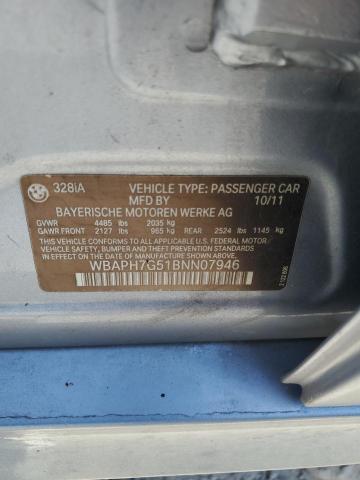 BMW
328iA VEHICLE TYPE: PASSENGER CAR
MFD BY 10/11
BAYERISCHE MOTOREN WERKE AG
GVWR 4485 lbs 2035 kg
GAWR FRONT 2127 lbs 965 kg REAR 2524 lbs 1145 kg
THIS VEHICLE CONFORMS TO ALL APPLICABLE U.S. FEDERAL MOTOR
VEHICLE SAFETY, BUMPER AND THEFT PREVENTION STANDARDS IN
EFFECT ON THE DATE OF MANUFACTURE SHOWN ABOVE.
WBAPH7G51BNN07946